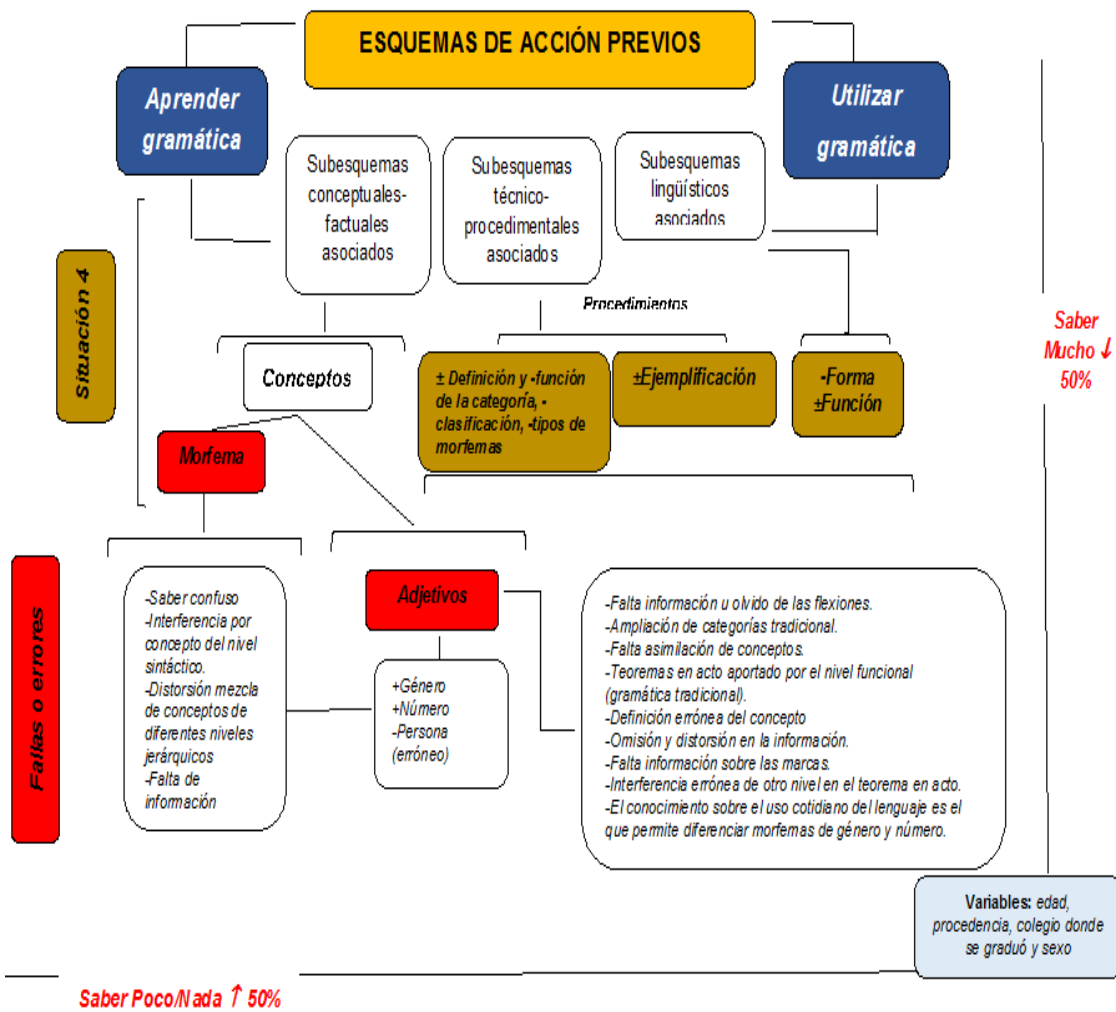 ESQUEMAS DE ACCIÓN PREVIOS
Aprender
gramática
Utilizar
gramática
Subesquemas
conceptuales-
factuales
asociados
Subesquemas
técnico-
procedimentales
asociados
Subesquemas
lingüísticos
asociados
Situación 4
Procedimientos
Conceptos
± Definición y -función
de la categoría, -
clasificación, -tipos de
morfemas
±Ejemplificación
-Forma
±Función
Saber
Mucho ↓
50%
Morfema
Fallas o errores
-Saber confuso
-Interferencia por
concepto del nivel
sintáctico.
-Distorsión mezcla
de conceptos de
diferentes niveles
jerárquicos
-Falta de
información
Adjetivos
+Género
+Número
-Persona
(erróneo)
-Falta información u olvido de las flexiones.
-Ampliación de categorías tradicional.
-Falta asimilación de conceptos.
-Teoremas en acto aportado por el nivel funcional
(gramática tradicional).
-Definición errónea del concepto
-Omisión y distorsión en la información.
-Falta información sobre las marcas.
-Interferencia errónea de otro nivel en el teorema en acto.
-El conocimiento sobre el uso cotidiano del lenguaje es el
que permite diferenciar morfemas de género y número.
Variables: edad,
procedencia, colegio donde
se graduó y sexo
Saber Poco/Nada ↑ 50%